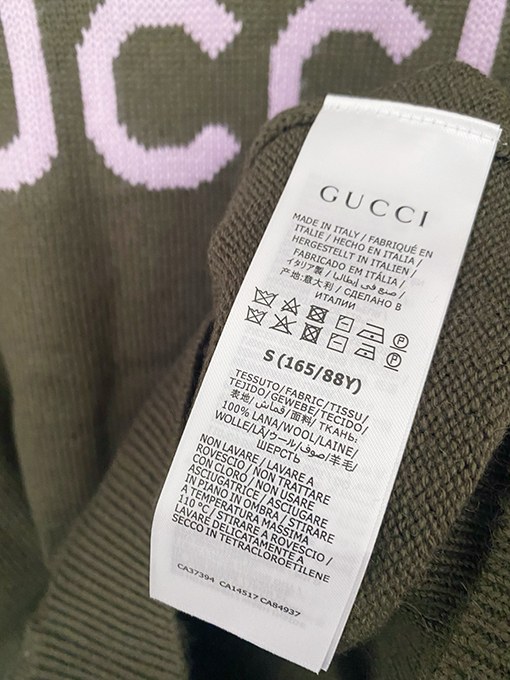 UCCI
GUCCI
MADE IN ITALY / FABRIQUÉ EN
ITALIE / HECHO EN ITALIA /
HERGESTELLT IN ITALIEN /
FABRICADO EM ITÁLIA /
イタリア製 / صنع في إيطاليا /
产地:意大利 / СДЕЛАНО В
ИТАЛИИ
S (165/88Y)
TESSUTO/FABRIC/TISSU/
TEJIDO/GEWEBE/TECIDO/
表地/قماش/面料/ТКАНЬ:
100% LANA/WOOL/LAINE/
WOLLE/LÃ/ウール/صوف/羊毛/
ШЕРСТЬ
NON LAVARE / LAVARE A
ROVESCIO / NON TRATTARE
CON CLORO / NON USARE
ASCIUGATRICE / ASCIUGARE
IN PIANO IN OMBRA / STIRARE
A TEMPERATURA MASSIMA
110 °C / STIRARE A ROVESCIO /
LAVARE DELICATAMENTE A
SECCO IN TETRACLOROETILENE
CA37394 CA14517 CA84937